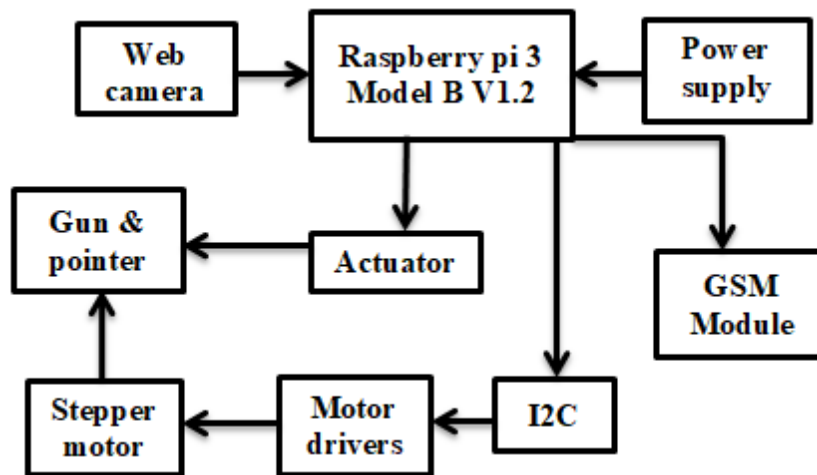 Web
camera
Raspberry pi 3
Model B V1.2
Power
supply
Gun &
pointer
Actuator
GSM
Module
Stepper
motor
Motor
drivers
I2C